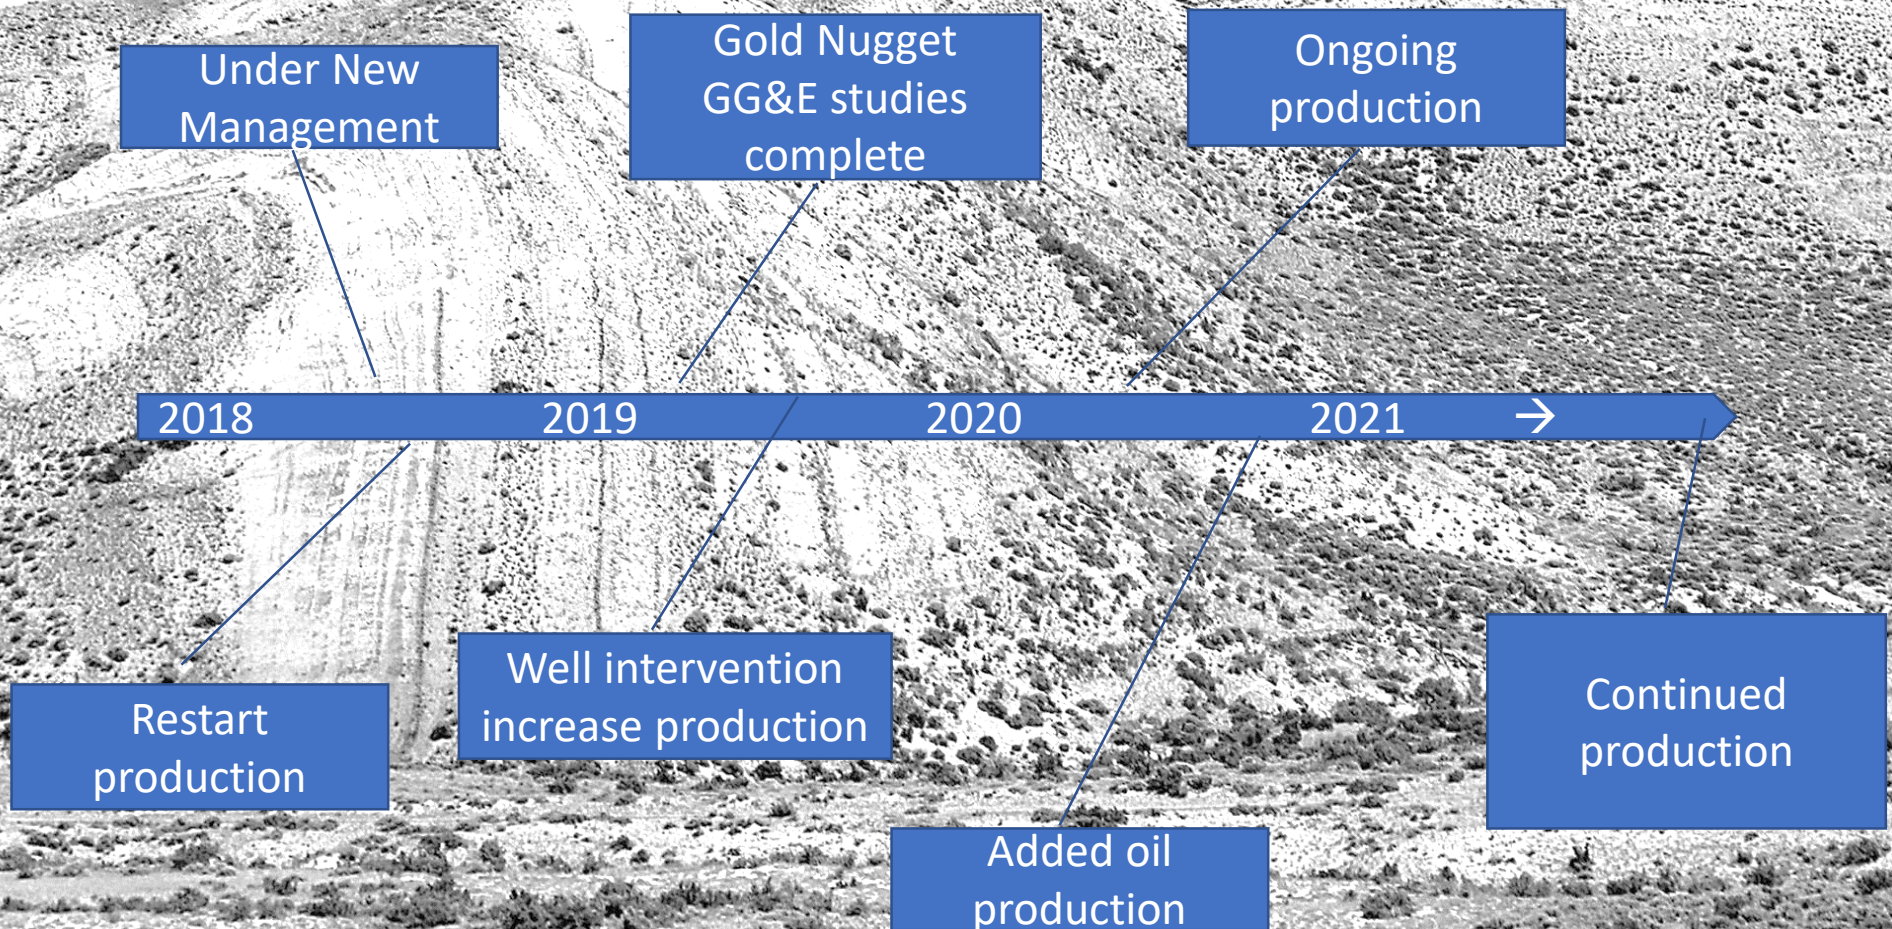 Under New
Management
Gold Nugget
GG&E studies
complete
Ongoing
production
2018 2019 2020 2021 →
Restart
production
Well intervention
increase production
Added oil
production
Continued
production